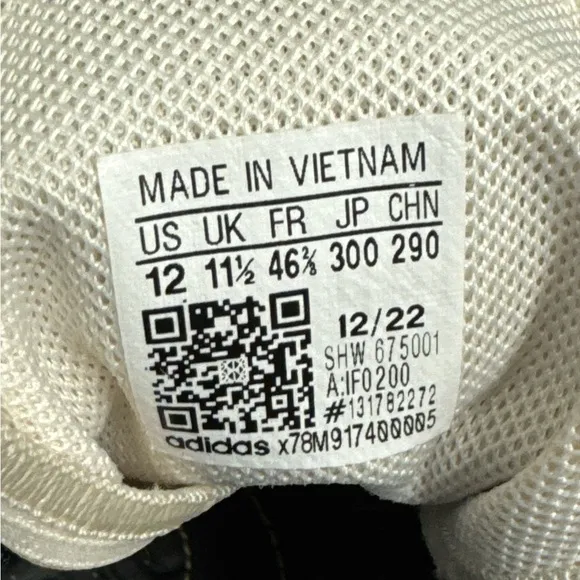 MADE IN VIETNAM
US UK FR JP CHN
12 11½ 46⅔ 300 290
12/22
SHW 675001
A:IF0200
#131782272
adidas x78M917400005